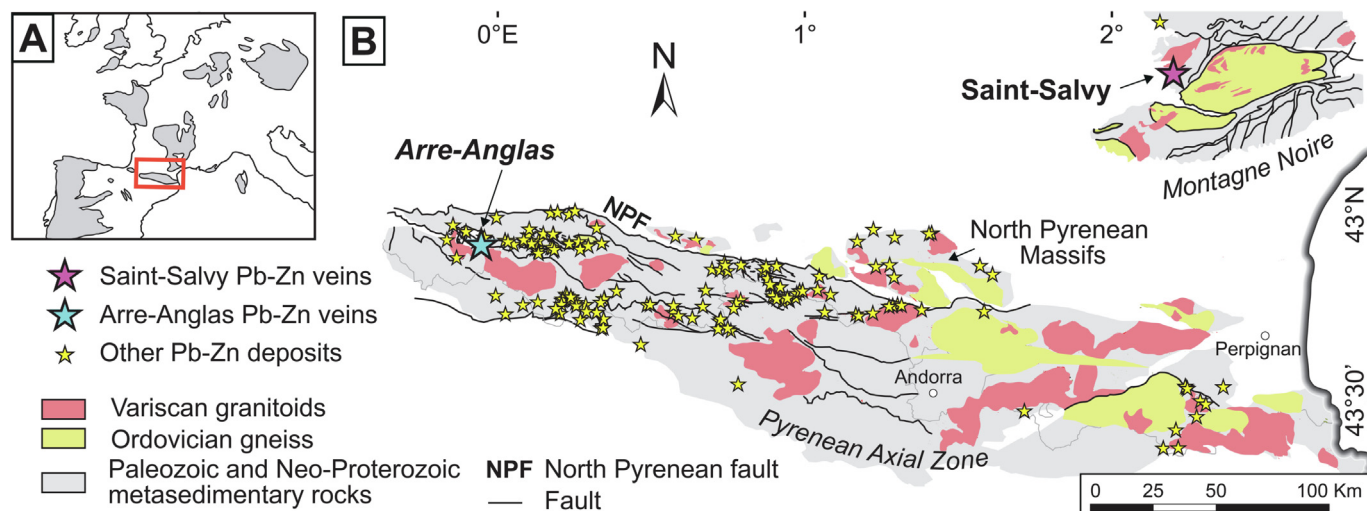 A
B
0°E
1°
2°
N
Saint-Salvy
Montagne Noire
Arre-Anglas
NPF
North Pyrenean
Massifs
43°N
Saint-Salvy Pb-Zn veins
Arre-Anglas Pb-Zn veins
Other Pb-Zn deposits
Perpignan
Andorra
43°30'
Variscan granitoids
Ordovician gneiss
Paleozoic and Neo-Proterozoic
metasedimentary rocks
Pyrenean Axial Zone
NPF North Pyrenean fault
Fault
0 25 50 100 Km